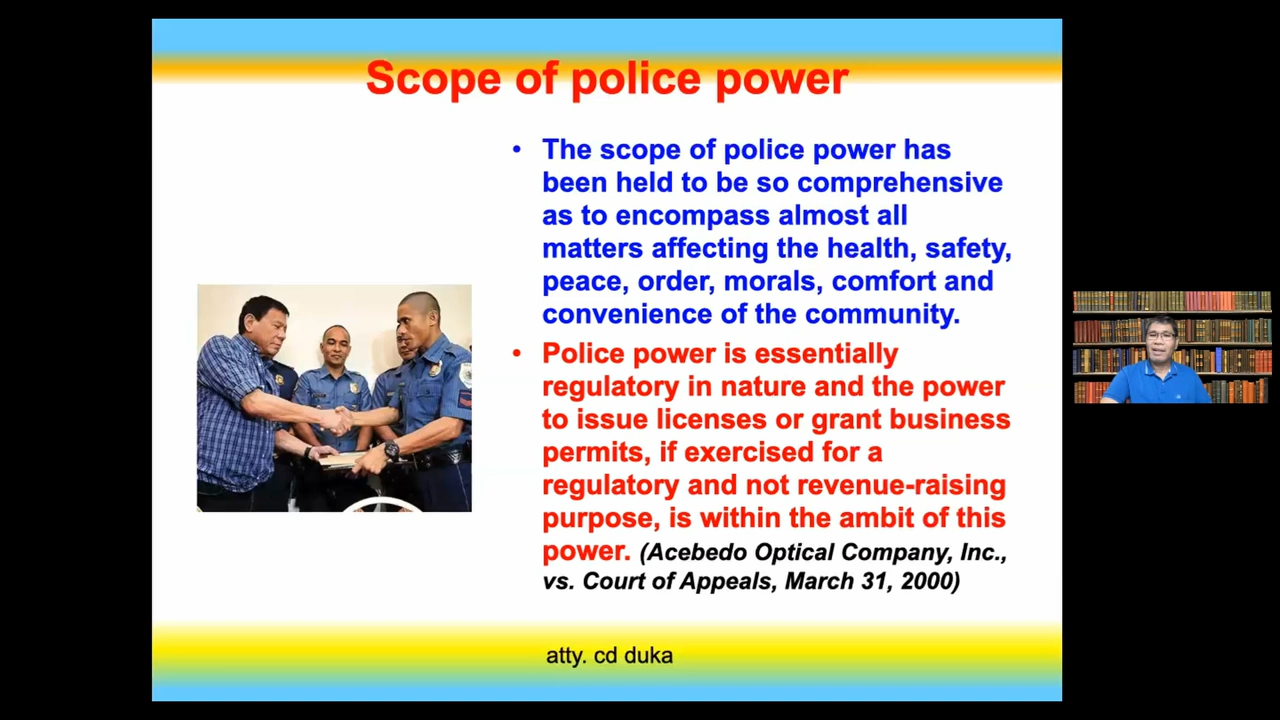 Scope of police power
• The scope of police power has
been held to be so comprehensive
as to encompass almost all
matters affecting the health, safety,
peace, order, morals, comfort and
convenience of the community.
• Police power is essentially
regulatory in nature and the power
to issue licenses or grant business
permits, if exercised for a
regulatory and not revenue-raising
purpose, is within the ambit of this
power. (Acebedo Optical Company, Inc.,
vs. Court of Appeals, March 31, 2000)
atty. cd duka